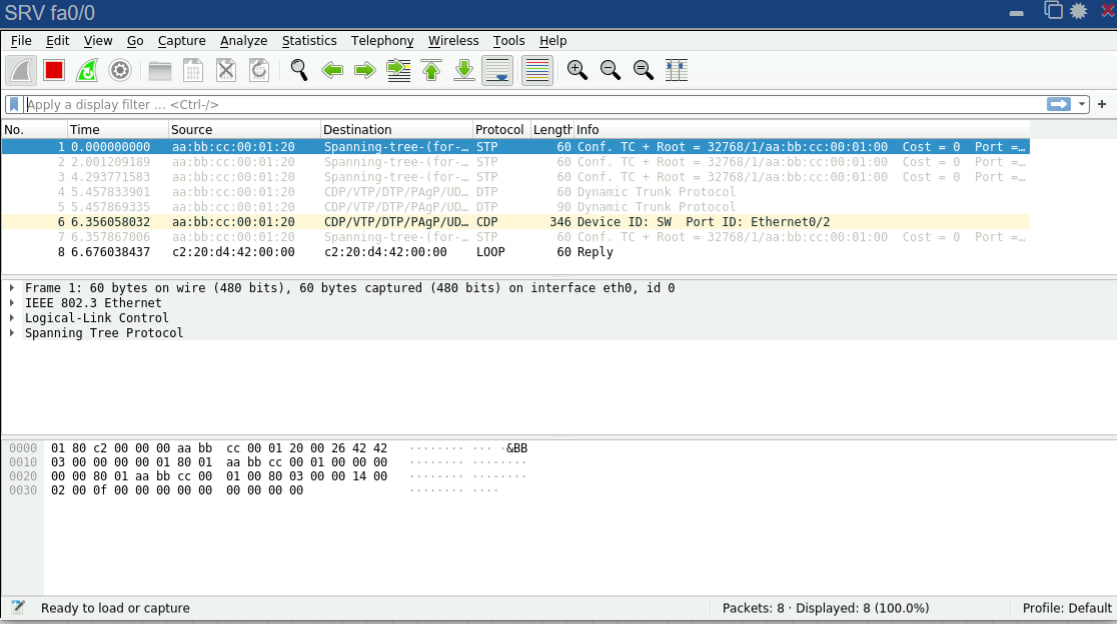 SRV fa0/0
File Edit View Go Capture Analyze Statistics Telephony Wireless Tools Help
Apply a display filter … <Ctrl-/>
No. Time Source Destination Protocol Length Info
1 0.000000000 aa:bb:cc:00:01:20 Spanning-tree-(for-… STP 60 Conf. TC + Root = 32768/1/aa:bb:cc:00:01:00 Cost = 0 Port =…
2 2.001209189 aa:bb:cc:00:01:20 Spanning-tree-(for-… STP 60 Conf. TC + Root = 32768/1/aa:bb:cc:00:01:00 Cost = 0 Port =…
3 4.293771583 aa:bb:cc:00:01:20 Spanning-tree-(for-… STP 60 Conf. TC + Root = 32768/1/aa:bb:cc:00:01:00 Cost = 0 Port =…
4 5.457833901 aa:bb:cc:00:01:20 CDP/VTP/DTP/PAgP/UD… DTP 60 Dynamic Trunk Protocol
5 5.457869335 aa:bb:cc:00:01:20 CDP/VTP/DTP/PAgP/UD… DTP 90 Dynamic Trunk Protocol
6 6.356058032 aa:bb:cc:00:01:20 CDP/VTP/DTP/PAgP/UD… CDP 346 Device ID: SW Port ID: Ethernet0/2
7 6.357867006 aa:bb:cc:00:01:20 Spanning-tree-(for-… STP 60 Conf. TC + Root = 32768/1/aa:bb:cc:00:01:00 Cost = 0 Port =…
8 6.676038437 c2:20:d4:42:00:00 c2:20:d4:42:00:00 LOOP 60 Reply
Frame 1: 60 bytes on wire (480 bits), 60 bytes captured (480 bits) on interface eth0, id 0
IEEE 802.3 Ethernet
Logical-Link Control
Spanning Tree Protocol
0000 01 80 c2 00 00 00 aa bb cc 00 01 20 00 26 42 42 ········ ··· ·&BB
0010 03 00 00 00 00 01 80 01 aa bb cc 00 01 00 00 00 ········ ········
0020 00 00 80 01 aa bb cc 00 01 00 80 03 00 00 14 00 ········ ········
0030 02 00 0f 00 00 00 00 00 00 00 00 00 ········ ····
Ready to load or capture Packets: 8 · Displayed: 8 (100.0%) Profile: Default